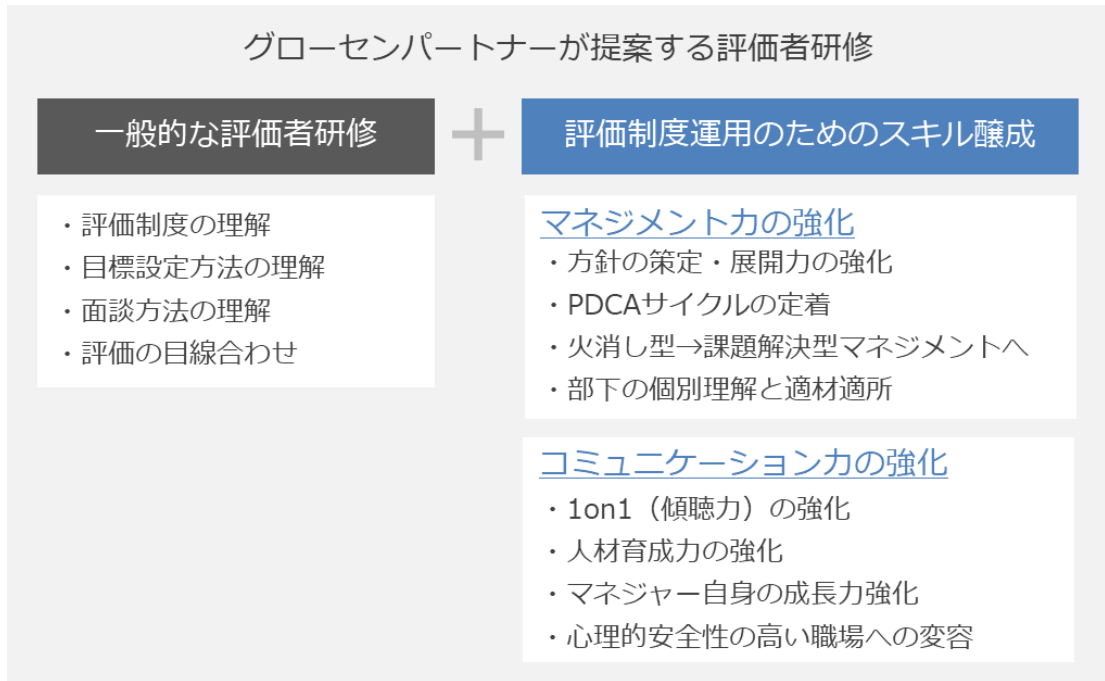 グローセンパートナーが提案する評価者研修
一般的な評価者研修
+
評価制度運用のためのスキル醸成
・評価制度の理解
・目標設定方法の理解
・面談方法の理解
・評価の目線合わせ
マネジメント力の強化
・方針の策定・展開力の強化
・PDCAサイクルの定着
・火消し型→課題解決型マネジメントへ
・部下の個別理解と適材適所
コミュニケーション力の強化
・1on1（傾聴力）の強化
・人材育成力の強化
・マネジャー自身の成長力強化
・心理的安全性の高い職場への変容